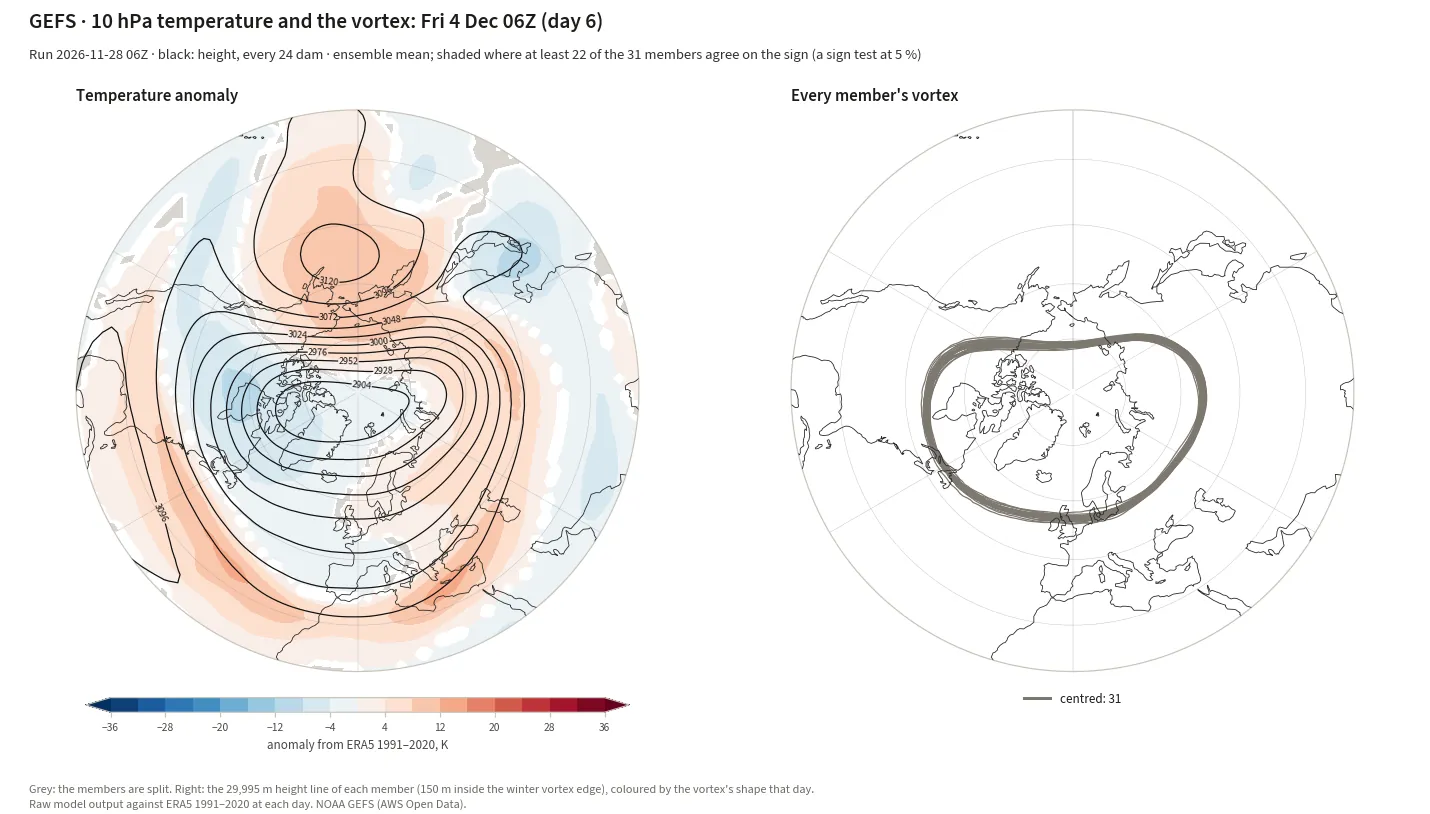 GEFS · 10 hPa temperature and the vortex: Fri 4 Dec 06Z (day 6)
Run 2026-11-28 06Z · black: height, every 24 dam · ensemble mean; shaded where at least 22 of the 31 members agree on the sign (a sign test at 5 %)
Temperature anomaly
Every member's vortex
3120
3072
3048
3024
3000
2976
2952
2928
2904
3096
centred: 31
−36 −28 −20 −12 −4 4 12 20 28 36
anomaly from ERA5 1991–2020, K
Grey: the members are split. Right: the 29,995 m height line of each member (150 m inside the winter vortex edge), coloured by the vortex's shape that day.
Raw model output against ERA5 1991–2020 at each day. NOAA GEFS (AWS Open Data).